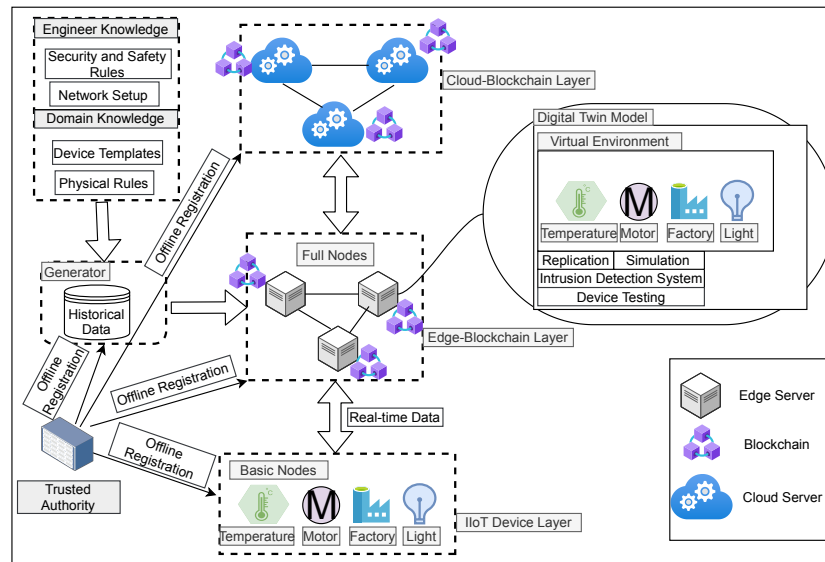 Engineer Knowledge
Security and Safety
Rules
Network Setup
Domain Knowledge
Device Templates
Physical Rules
Cloud-Blockchain Layer
Digital Twin Model
Virtual Environment
°C
M
Temperature
Motor
Factory
Light
Replication
Simulation
Intrusion Detection System
Device Testing
Offline Registration
Generator
Historical
Data
Full Nodes
Edge-Blockchain Layer
Offline
Registration
Offline Registration
Offline
Registration
Real-time Data
Trusted
Authority
Basic Nodes
°C
M
Temperature
Motor
Factory
Light
IIoT Device Layer
Edge Server
Blockchain
Cloud Server